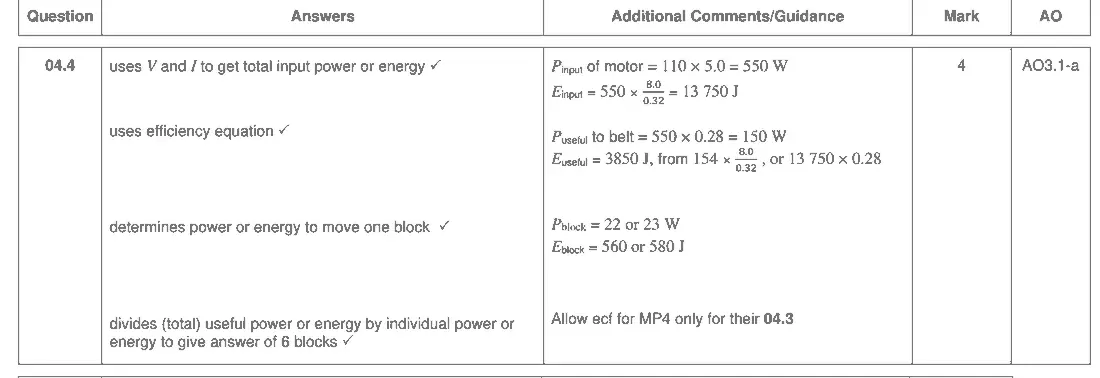 Question Answers Additional Comments/Guidance Mark AO
04.4 uses V and I to get total input power or energy ✓ P_input of motor = 110 × 5.0 = 550 W 4 AO3.1-a
E_input = 550 × 8.0/0.32 = 13 750 J
uses efficiency equation ✓ P_useful to belt = 550 × 0.28 = 150 W
E_useful = 3850 J, from 154 × 8.0/0.32 , or 13 750 × 0.28
determines power or energy to move one block ✓ P_block = 22 or 23 W
E_block = 560 or 580 J
divides (total) useful power or energy by individual power or Allow ecf for MP4 only for their 04.3
energy to give answer of 6 blocks ✓